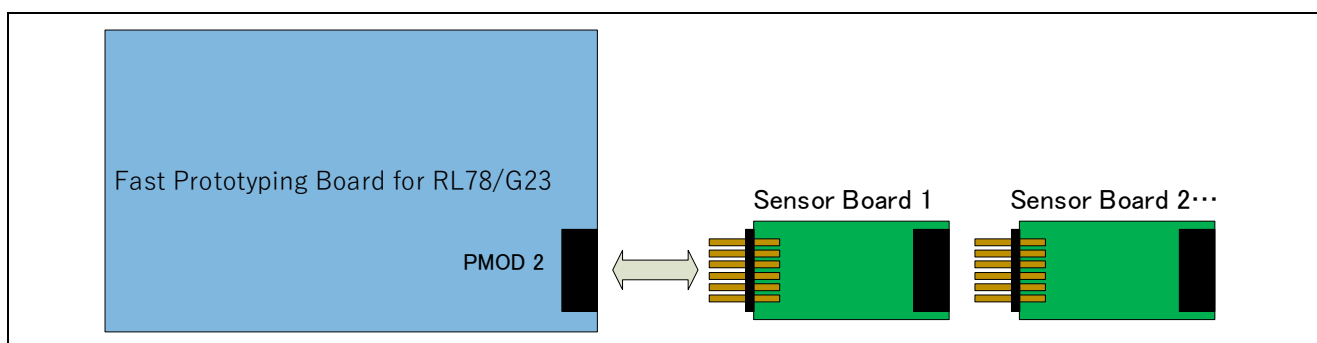 Fast Prototyping Board for RL78/G23
Sensor Board 1
Sensor Board 2⋯
PMOD 2